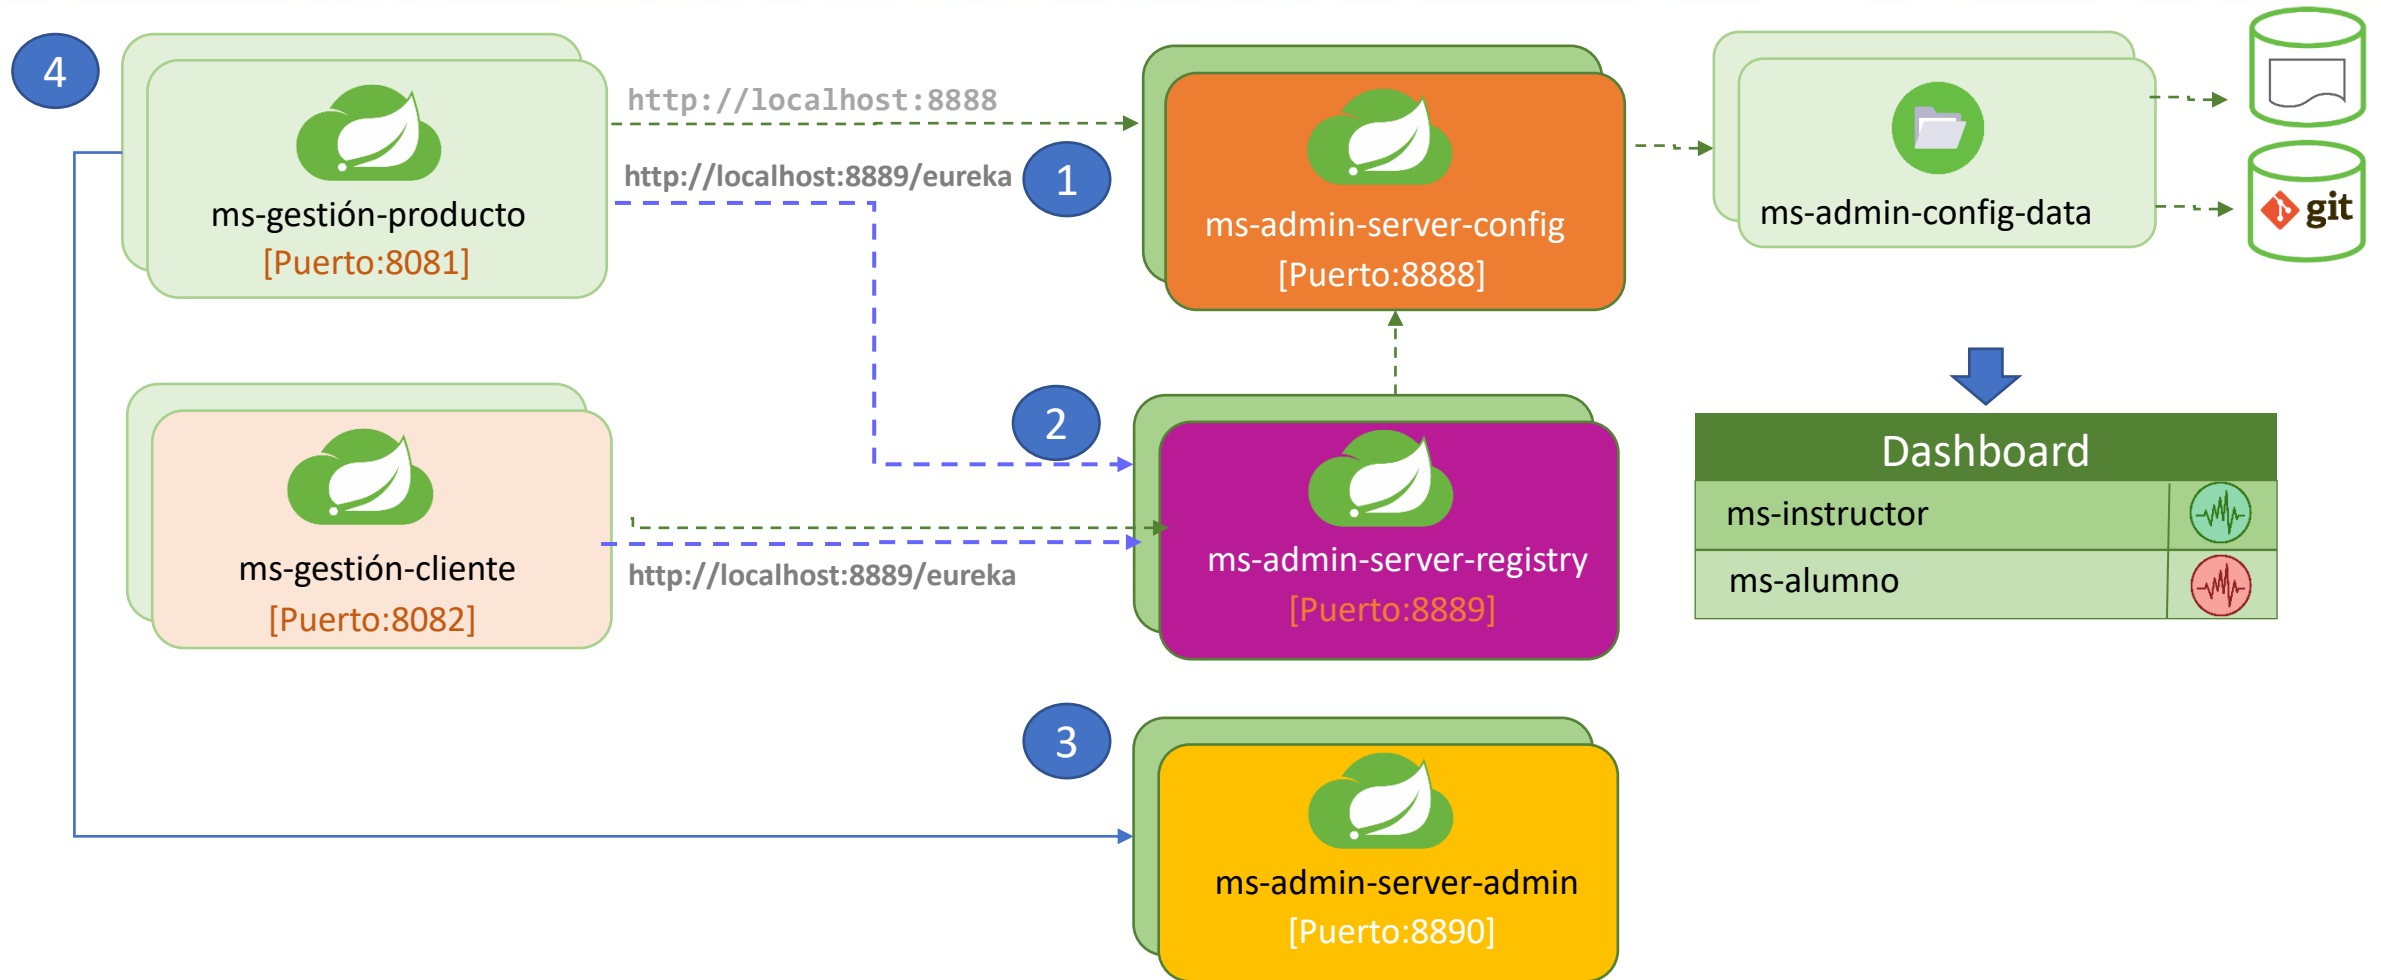 4
ms-gestión-producto
[Puerto:8081]
http://localhost:8888
http://localhost:8889/eureka
1
ms-admin-server-config
[Puerto:8888]
ms-admin-config-data
git
ms-gestión-cliente
[Puerto:8082]
http://localhost:8889/eureka
2
ms-admin-server-registry
[Puerto:8889]
Dashboard
ms-instructor
ms-alumno
3
ms-admin-server-admin
[Puerto:8890]